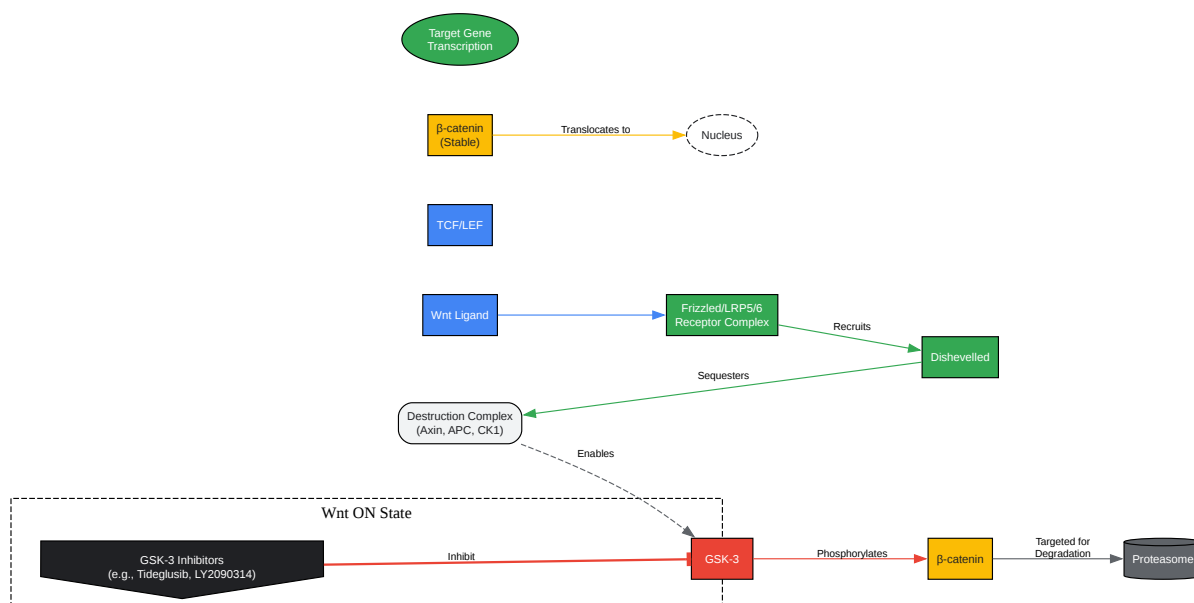 Target Gene
Transcription
β-catenin
(Stable)
Translocates to
Nucleus
TCF/LEF
Wnt Ligand
Frizzled/LRP5/6
Receptor Complex
Recruits
Dishevelled
Sequesters
Destruction Complex
(Axin, APC, CK1)
Enables
Wnt ON State
GSK-3 Inhibitors
(e.g., Tideglusib, LY2090314)
Inhibit
GSK-3
Phosphorylates
β-catenin
Targeted for
Degradation
Proteasome